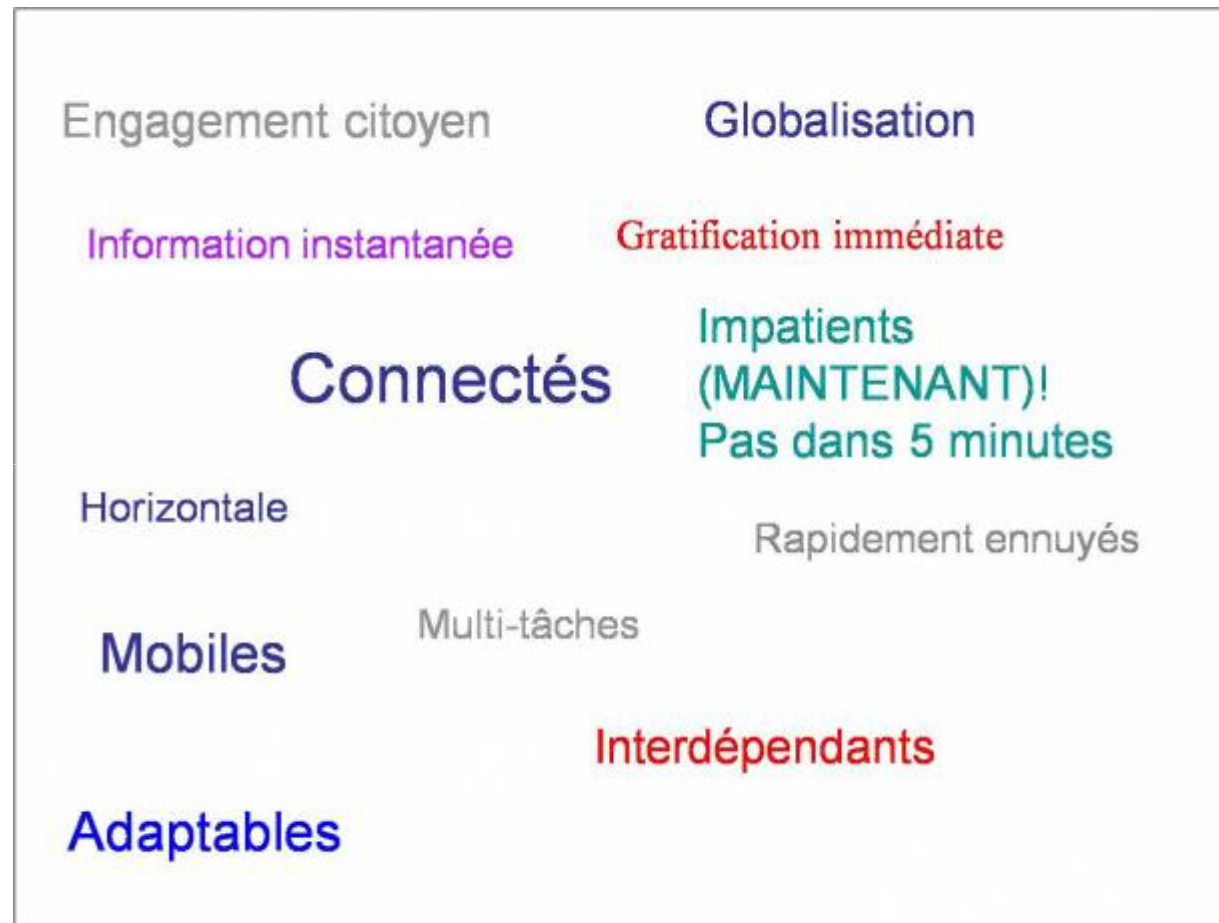 Engagement citoyen
Globalisation
Information instantanée
Gratification immédiate
Connectés
Impatients
(MAINTENANT)!
Pas dans 5 minutes
Horizontale
Rapidement ennuyés
Multi-tâches
Mobiles
Interdépendants
Adaptables